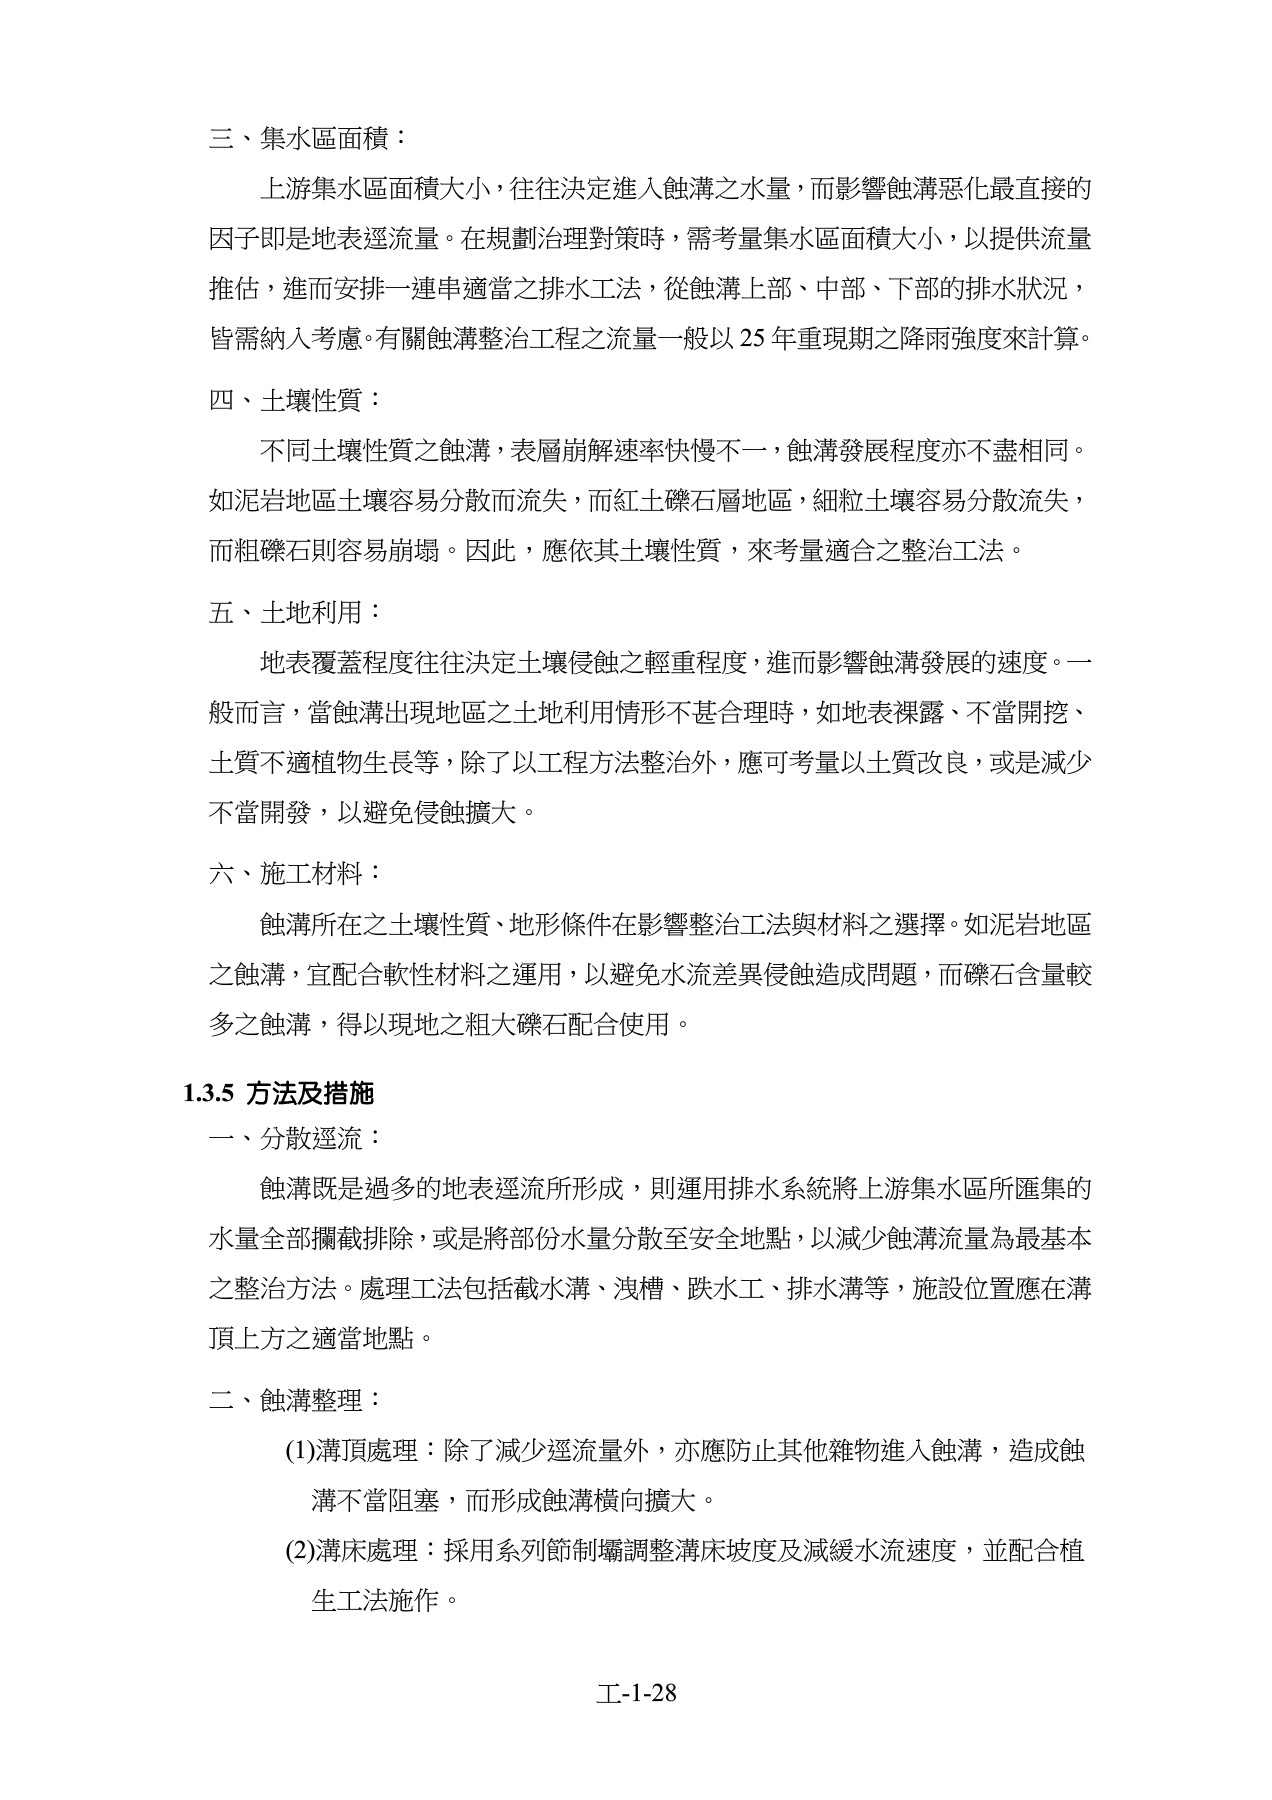 三、集水區面積：
上游集水區面積大小，往往決定進入蝕溝之水量，而影響蝕溝惡化最直接的
因子即是地表逕流量。在規劃治理對策時，需考量集水區面積大小，以提供流量
推估，進而安排一連串適當之排水工法，從蝕溝上部、中部、下部的排水狀況，
皆需納入考慮。有關蝕溝整治工程之流量一般以 25 年重現期之降雨強度來計算。
四、土壤性質：
不同土壤性質之蝕溝，表層崩解速率快慢不一，蝕溝發展程度亦不盡相同。
如泥岩地區土壤容易分散而流失，而紅土礫石層地區，細粒土壤容易分散流失，
而粗礫石則容易崩塌。因此，應依其土壤性質，來考量適合之整治工法。
五、土地利用：
地表覆蓋程度往往決定土壤侵蝕之輕重程度，進而影響蝕溝發展的速度。一
般而言，當蝕溝出現地區之土地利用情形不甚合理時，如地表裸露、不當開挖、
土質不適植物生長等，除了以工程方法整治外，應可考量以土質改良，或是減少
不當開發，以避免侵蝕擴大。
六、施工材料：
蝕溝所在之土壤性質、地形條件在影響整治工法與材料之選擇。如泥岩地區
之蝕溝，宜配合軟性材料之運用，以避免水流差異侵蝕造成問題，而礫石含量較
多之蝕溝，得以現地之粗大礫石配合使用。
1.3.5 方法及措施
一、分散逕流：
蝕溝既是過多的地表逕流所形成，則運用排水系統將上游集水區所匯集的
水量全部攔截排除，或是將部份水量分散至安全地點，以減少蝕溝流量為最基本
之整治方法。處理工法包括截水溝、洩槽、跌水工、排水溝等，施設位置應在溝
頂上方之適當地點。
二、蝕溝整理：
(1)溝頂處理：除了減少逕流量外，亦應防止其他雜物進入蝕溝，造成蝕
溝不當阻塞，而形成蝕溝橫向擴大。
(2)溝床處理：採用系列節制壩調整溝床坡度及減緩水流速度，並配合植
生工法施作。
工-1-28